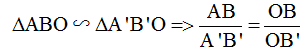 ΔABO ∽ ΔA'B'O => AB/A'B' = OB/OB'